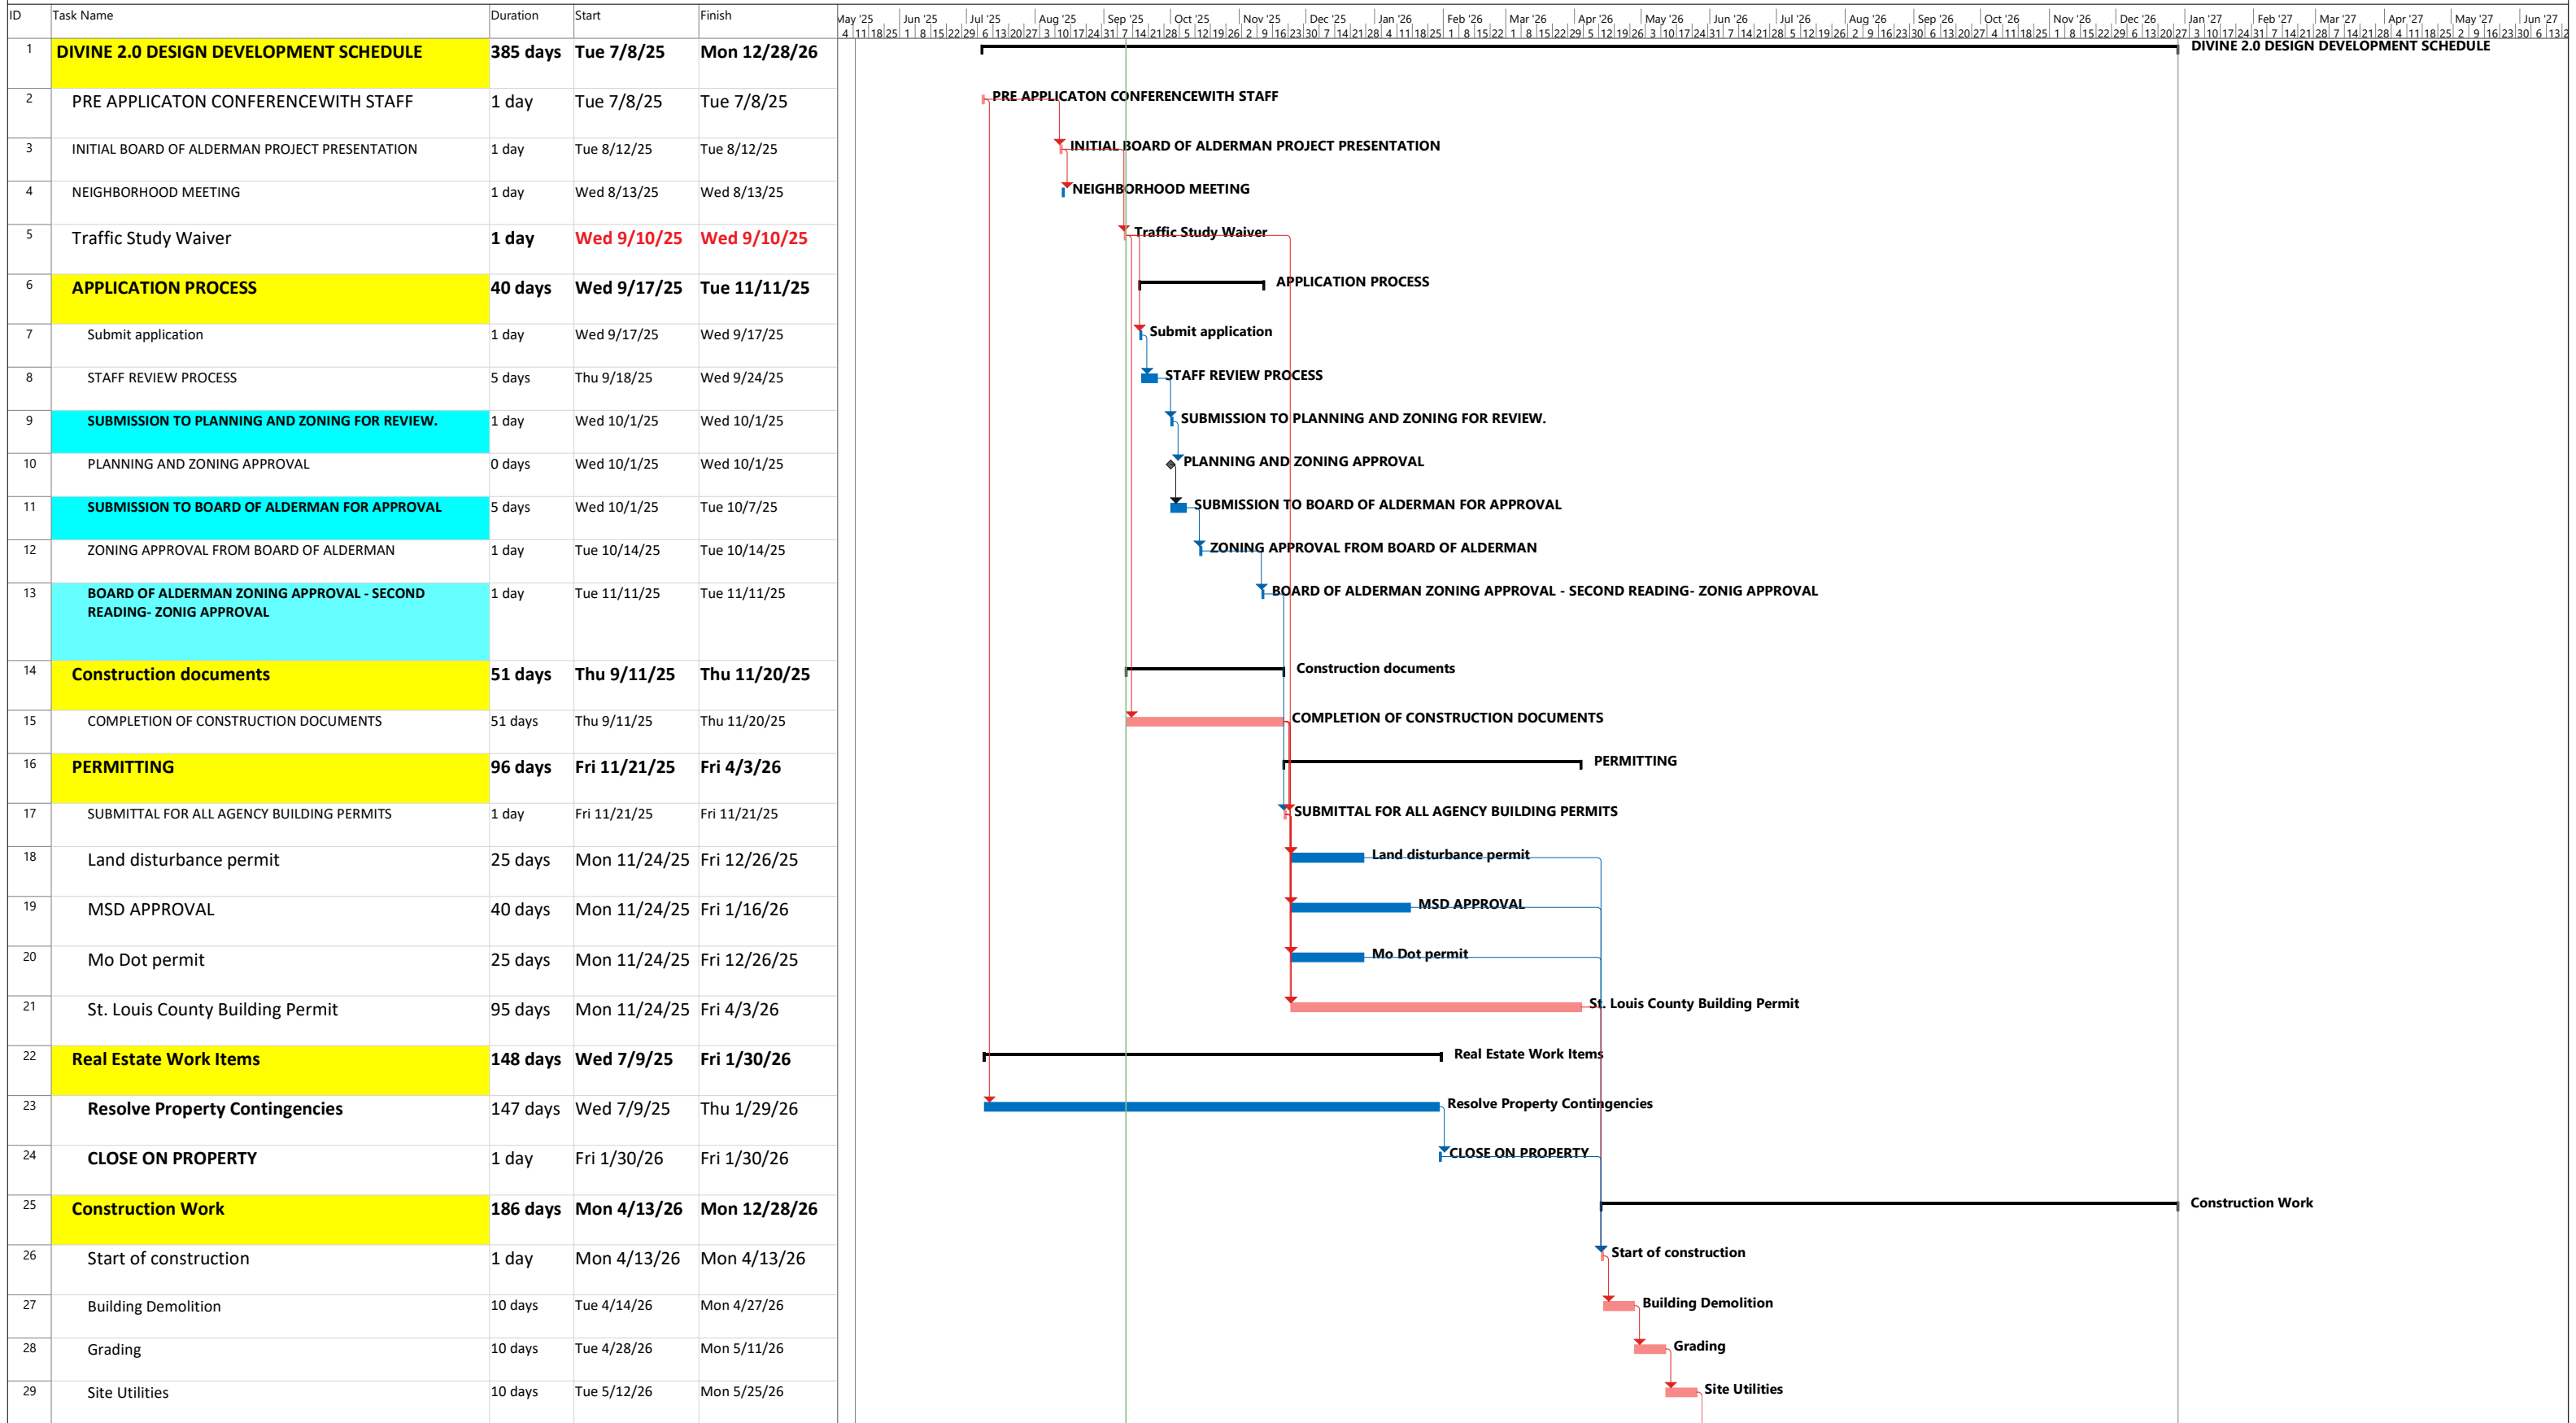 ID Task Name Duration Start Finish
May '25 Jun '25 Jul '25 Aug '25 Sep '25 Oct '25 Nov '25 Dec '25 Jan '26 Feb '26 Mar '26 Apr '26 May '26 Jun '26 Jul '26 Aug '26 Sep '26 Oct '26 Nov '26 Dec '26 Jan '27 Feb '27 Mar '27 Apr '27 May '27 Jun '27
1 DIVINE 2.0 DESIGN DEVELOPMENT SCHEDULE 385 days Tue 7/8/25 Mon 12/28/26 DIVINE 2.0 DESIGN DEVELOPMENT SCHEDULE
2 PRE APPLICATON CONFERENCEWITH STAFF 1 day Tue 7/8/25 Tue 7/8/25 PRE APPLICATON CONFERENCEWITH STAFF
3 INITIAL BOARD OF ALDERMAN PROJECT PRESENTATION 1 day Tue 8/12/25 Tue 8/12/25 INITIAL BOARD OF ALDERMAN PROJECT PRESENTATION
4 NEIGHBORHOOD MEETING 1 day Wed 8/13/25 Wed 8/13/25 NEIGHBORHOOD MEETING
5 Traffic Study Waiver 1 day Wed 9/10/25 Wed 9/10/25 Traffic Study Waiver
6 APPLICATION PROCESS 40 days Wed 9/17/25 Tue 11/11/25 APPLICATION PROCESS
7 Submit application 1 day Wed 9/17/25 Wed 9/17/25 Submit application
8 STAFF REVIEW PROCESS 5 days Thu 9/18/25 Wed 9/24/25 STAFF REVIEW PROCESS
9 SUBMISSION TO PLANNING AND ZONING FOR REVIEW. 1 day Wed 10/1/25 Wed 10/1/25 SUBMISSION TO PLANNING AND ZONING FOR REVIEW.
10 PLANNING AND ZONING APPROVAL 0 days Wed 10/1/25 Wed 10/1/25 PLANNING AND ZONING APPROVAL
11 SUBMISSION TO BOARD OF ALDERMAN FOR APPROVAL 5 days Wed 10/1/25 Tue 10/7/25 SUBMISSION TO BOARD OF ALDERMAN FOR APPROVAL
12 ZONING APPROVAL FROM BOARD OF ALDERMAN 1 day Tue 10/14/25 Tue 10/14/25 ZONING APPROVAL FROM BOARD OF ALDERMAN
13 BOARD OF ALDERMAN ZONING APPROVAL - SECOND 1 day Tue 11/11/25 Tue 11/11/25 BOARD OF ALDERMAN ZONING APPROVAL - SECOND READING- ZONIG APPROVAL
READING- ZONIG APPROVAL
14 Construction documents 51 days Thu 9/11/25 Thu 11/20/25 Construction documents
15 COMPLETION OF CONSTRUCTION DOCUMENTS 51 days Thu 9/11/25 Thu 11/20/25 COMPLETION OF CONSTRUCTION DOCUMENTS
16 PERMITTING 96 days Fri 11/21/25 Fri 4/3/26 PERMITTING
17 SUBMITTAL FOR ALL AGENCY BUILDING PERMITS 1 day Fri 11/21/25 Fri 11/21/25 SUBMITTAL FOR ALL AGENCY BUILDING PERMITS
18 Land disturbance permit 25 days Mon 11/24/25 Fri 12/26/25 Land disturbance permit
19 MSD APPROVAL 40 days Mon 11/24/25 Fri 1/16/26 MSD APPROVAL
20 Mo Dot permit 25 days Mon 11/24/25 Fri 12/26/25 Mo Dot permit
21 St. Louis County Building Permit 95 days Mon 11/24/25 Fri 4/3/26 St. Louis County Building Permit
22 Real Estate Work Items 148 days Wed 7/9/25 Fri 1/30/26 Real Estate Work Items
23 Resolve Property Contingencies 147 days Wed 7/9/25 Thu 1/29/26 Resolve Property Contingencies
24 CLOSE ON PROPERTY 1 day Fri 1/30/26 Fri 1/30/26 CLOSE ON PROPERTY
25 Construction Work 186 days Mon 4/13/26 Mon 12/28/26 Construction Work
26 Start of construction 1 day Mon 4/13/26 Mon 4/13/26 Start of construction
27 Building Demolition 10 days Tue 4/14/26 Mon 4/27/26 Building Demolition
28 Grading 10 days Tue 4/28/26 Mon 5/11/26 Grading
29 Site Utilities 10 days Tue 5/12/26 Mon 5/25/26 Site Utilities